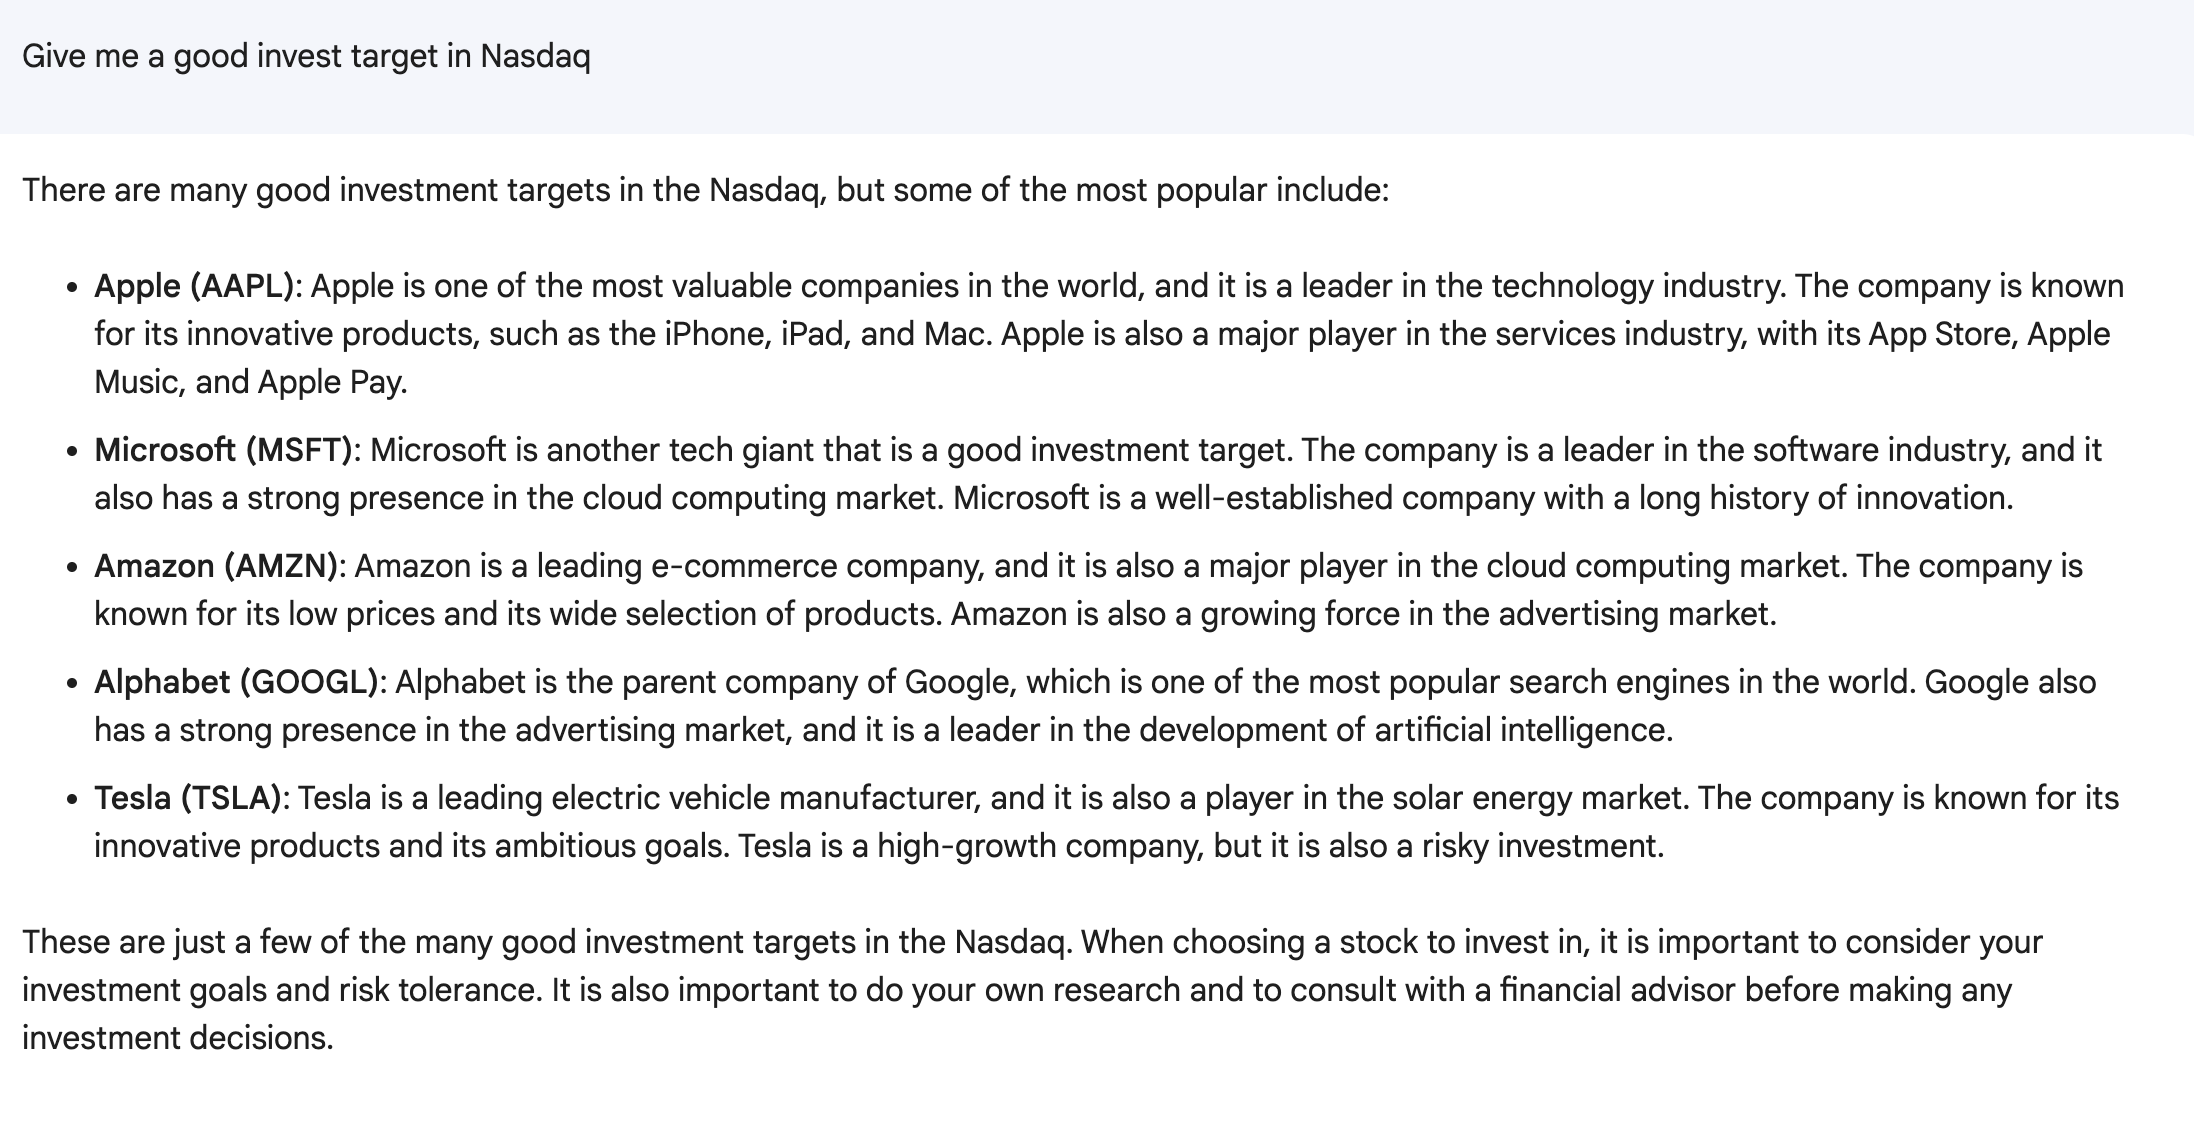 Give me a good invest target in Nasdaq
There are many good investment targets in the Nasdaq, but some of the most popular include:
• Apple (AAPL): Apple is one of the most valuable companies in the world, and it is a leader in the technology industry. The company is known
for its innovative products, such as the iPhone, iPad, and Mac. Apple is also a major player in the services industry, with its App Store, Apple
Music, and Apple Pay.
• Microsoft (MSFT): Microsoft is another tech giant that is a good investment target. The company is a leader in the software industry, and it
also has a strong presence in the cloud computing market. Microsoft is a well-established company with a long history of innovation.
• Amazon (AMZN): Amazon is a leading e-commerce company, and it is also a major player in the cloud computing market. The company is
known for its low prices and its wide selection of products. Amazon is also a growing force in the advertising market.
• Alphabet (GOOGL): Alphabet is the parent company of Google, which is one of the most popular search engines in the world. Google also
has a strong presence in the advertising market, and it is a leader in the development of artificial intelligence.
• Tesla (TSLA): Tesla is a leading electric vehicle manufacturer, and it is also a player in the solar energy market. The company is known for its
innovative products and its ambitious goals. Tesla is a high-growth company, but it is also a risky investment.
These are just a few of the many good investment targets in the Nasdaq. When choosing a stock to invest in, it is important to consider your
investment goals and risk tolerance. It is also important to do your own research and to consult with a financial advisor before making any
investment decisions.